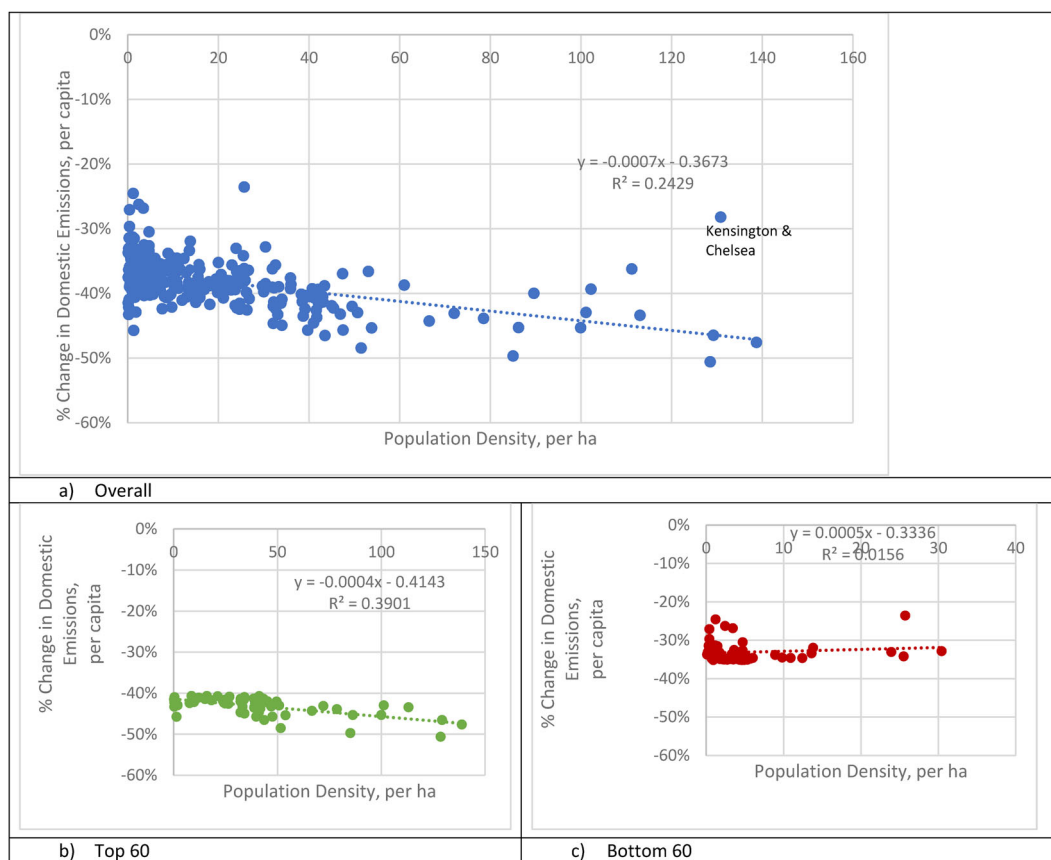 0%
0
20
40
60
80
100
120
140
160
-10%
-20%
-30%
-40%
-50%
-60%
% Change in Domestic Emissions, per capita
y = -0.0007x - 0.3673
R² = 0.2429
Kensington &
Chelsea
Population Density, per ha
a) Overall
0%
0
50
100
150
-10%
-20%
-30%
-40%
-50%
-60%
% Change in Domestic
Emissions,
per capita
y = -0.0004x - 0.4143
R² = 0.3901
Population Density, per ha
b) Top 60
0%
0
10
20
30
40
-10%
-20%
-30%
-40%
-50%
-60%
% Change in Domestic
Emissions,
per capita
y = 0.0005x - 0.3336
R² = 0.0156
Population Density, per ha
c) Bottom 60